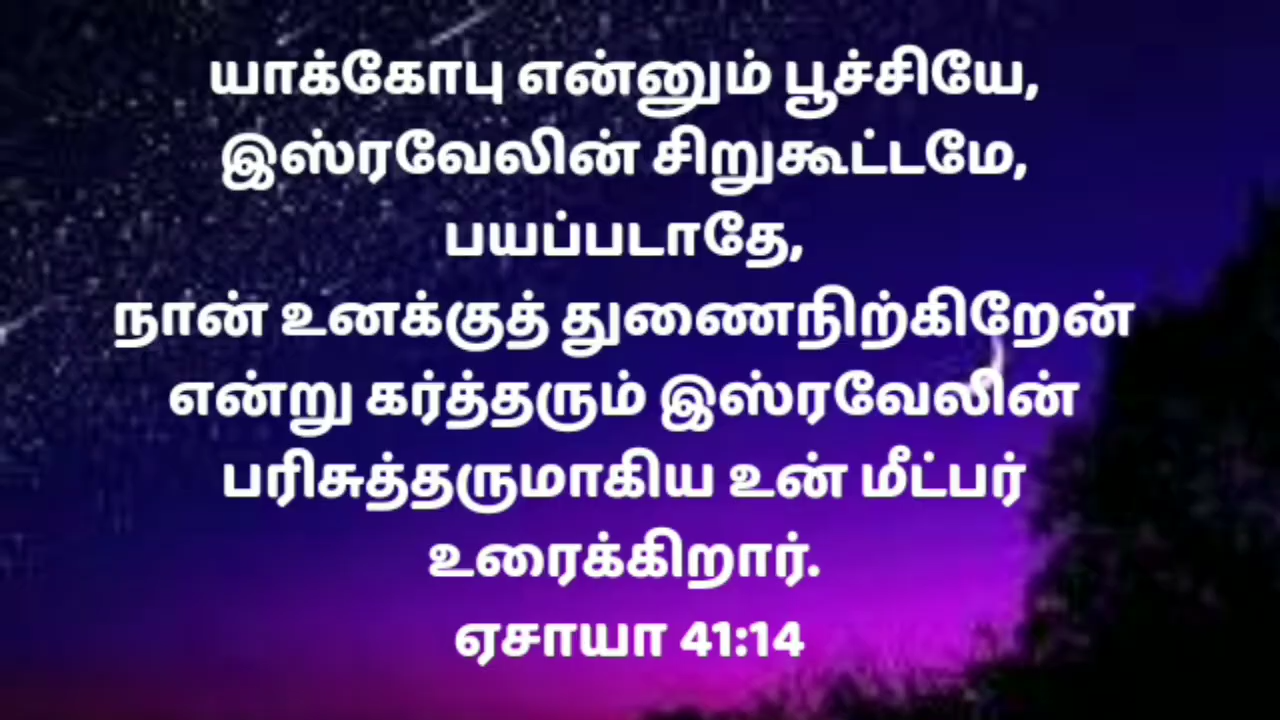 யாக்கோபு என்னும் பூச்சியே,
இஸ்ரவேலின் சிறுகூட்டமே,
பயப்படாதே,
நான் உனக்குத் துணைநிற்கிறேன்
என்று கர்த்தரும் இஸ்ரவேலின்
பரிசுத்தருமாகிய உன் மீட்பர்
உரைக்கிறார்.
ஏசாயா 41:14